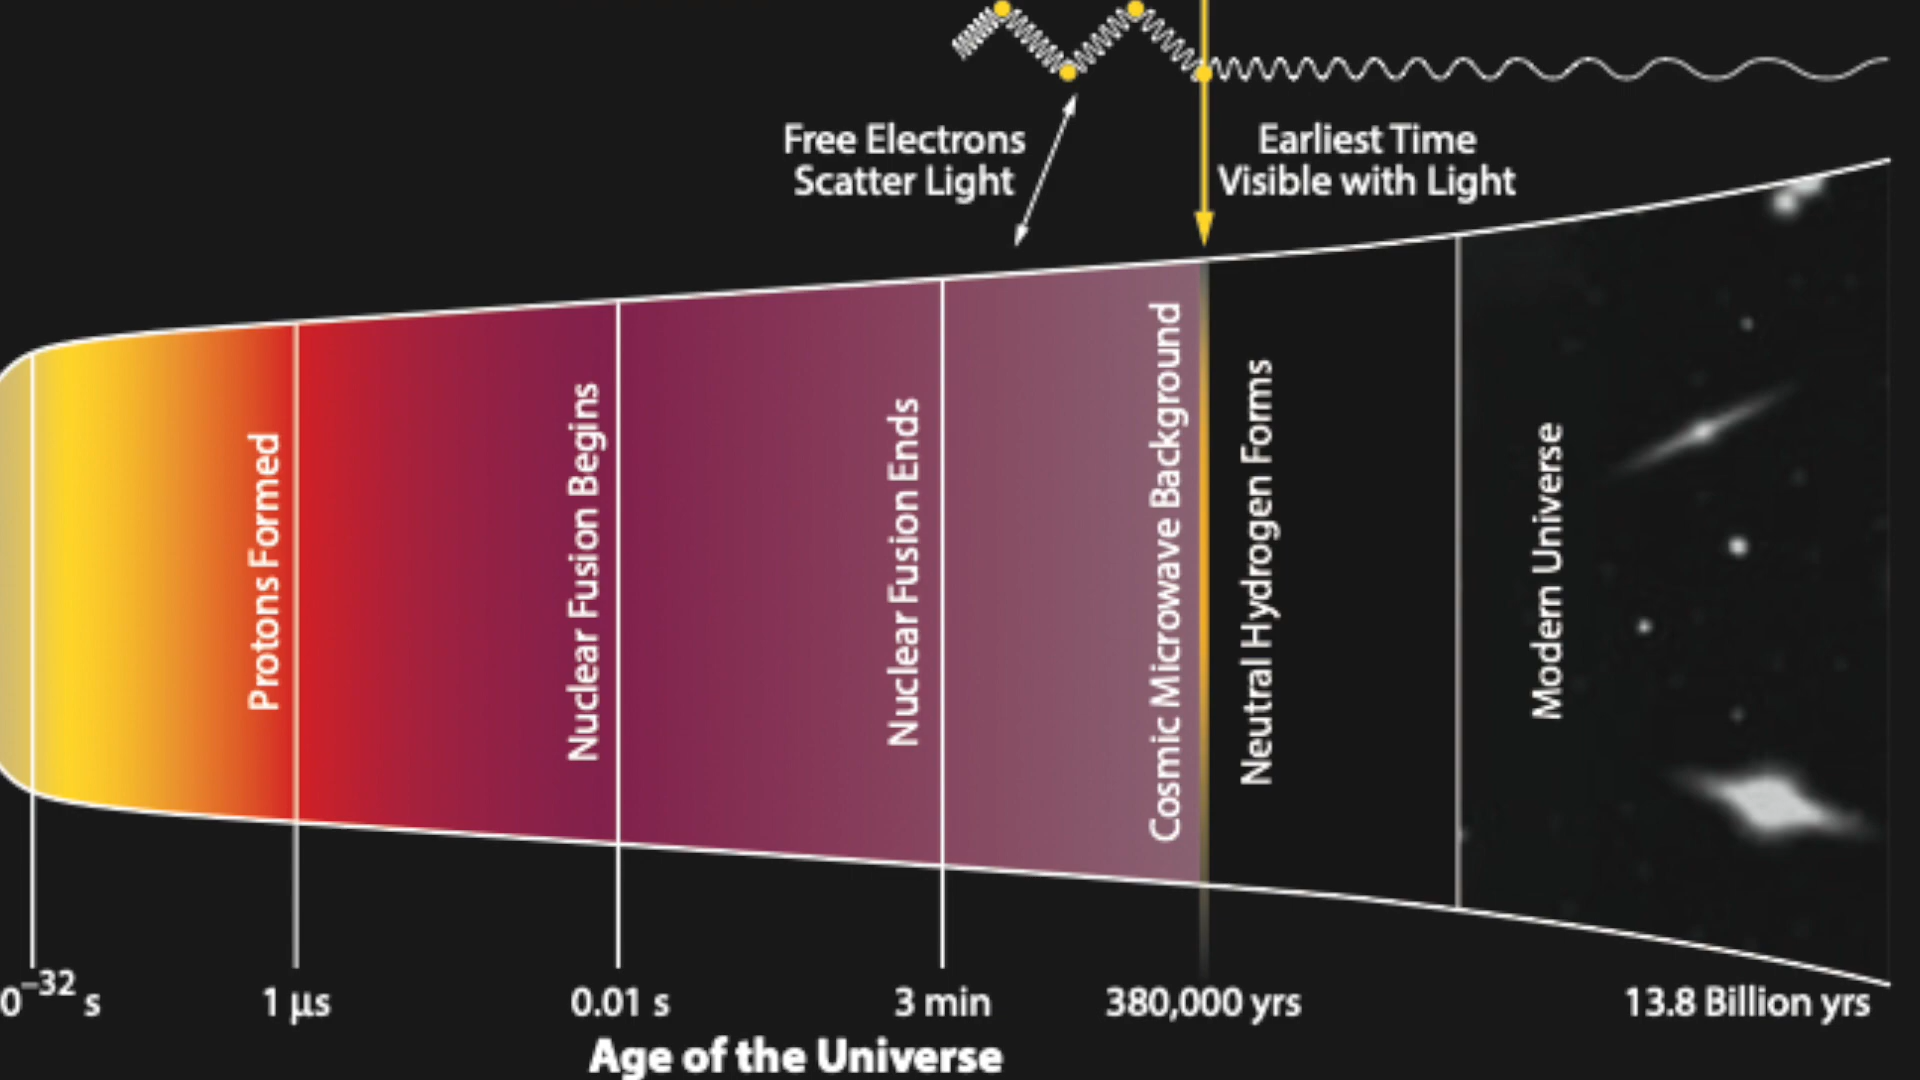 Free Electrons
Scatter Light
Earliest Time
Visible with Light
Protons Formed
Nuclear Fusion Begins
Nuclear Fusion Ends
Cosmic Microwave Background
Neutral Hydrogen Forms
Modern Universe
0⁻³² s
1 µs
0.01 s
3 min
380,000 yrs
13.8 Billion yrs
Age of the Universe